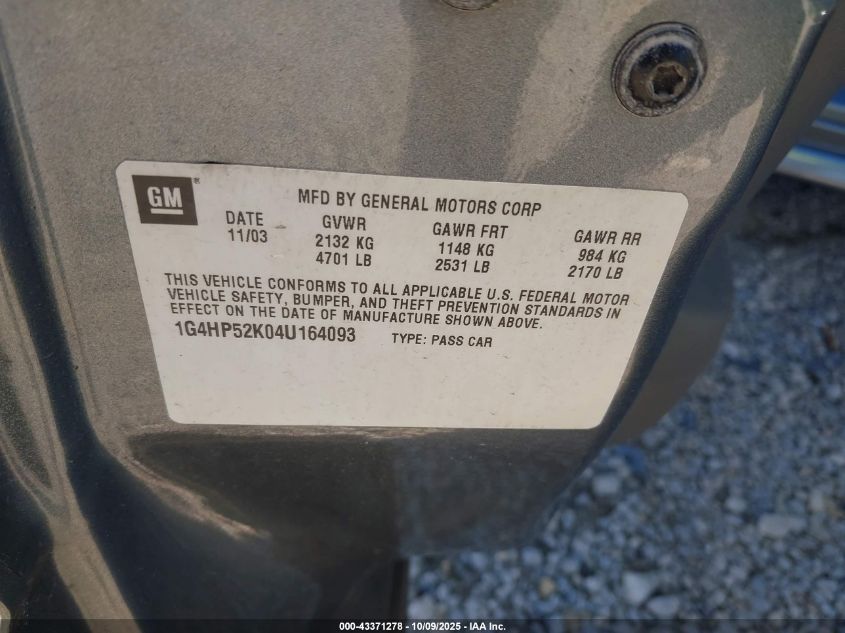 GM®
MFD BY GENERAL MOTORS CORP
DATE GVWR GAWR FRT GAWR RR
11/03 2132 KG 1148 KG 984 KG
4701 LB 2531 LB 2170 LB
THIS VEHICLE CONFORMS TO ALL APPLICABLE U.S. FEDERAL MOTOR
VEHICLE SAFETY, BUMPER, AND THEFT PREVENTION STANDARDS IN
EFFECT ON THE DATE OF MANUFACTURE SHOWN ABOVE.
1G4HP52K04U164093 TYPE: PASS CAR
000-43371278 - 10/09/2025 - IAA Inc.